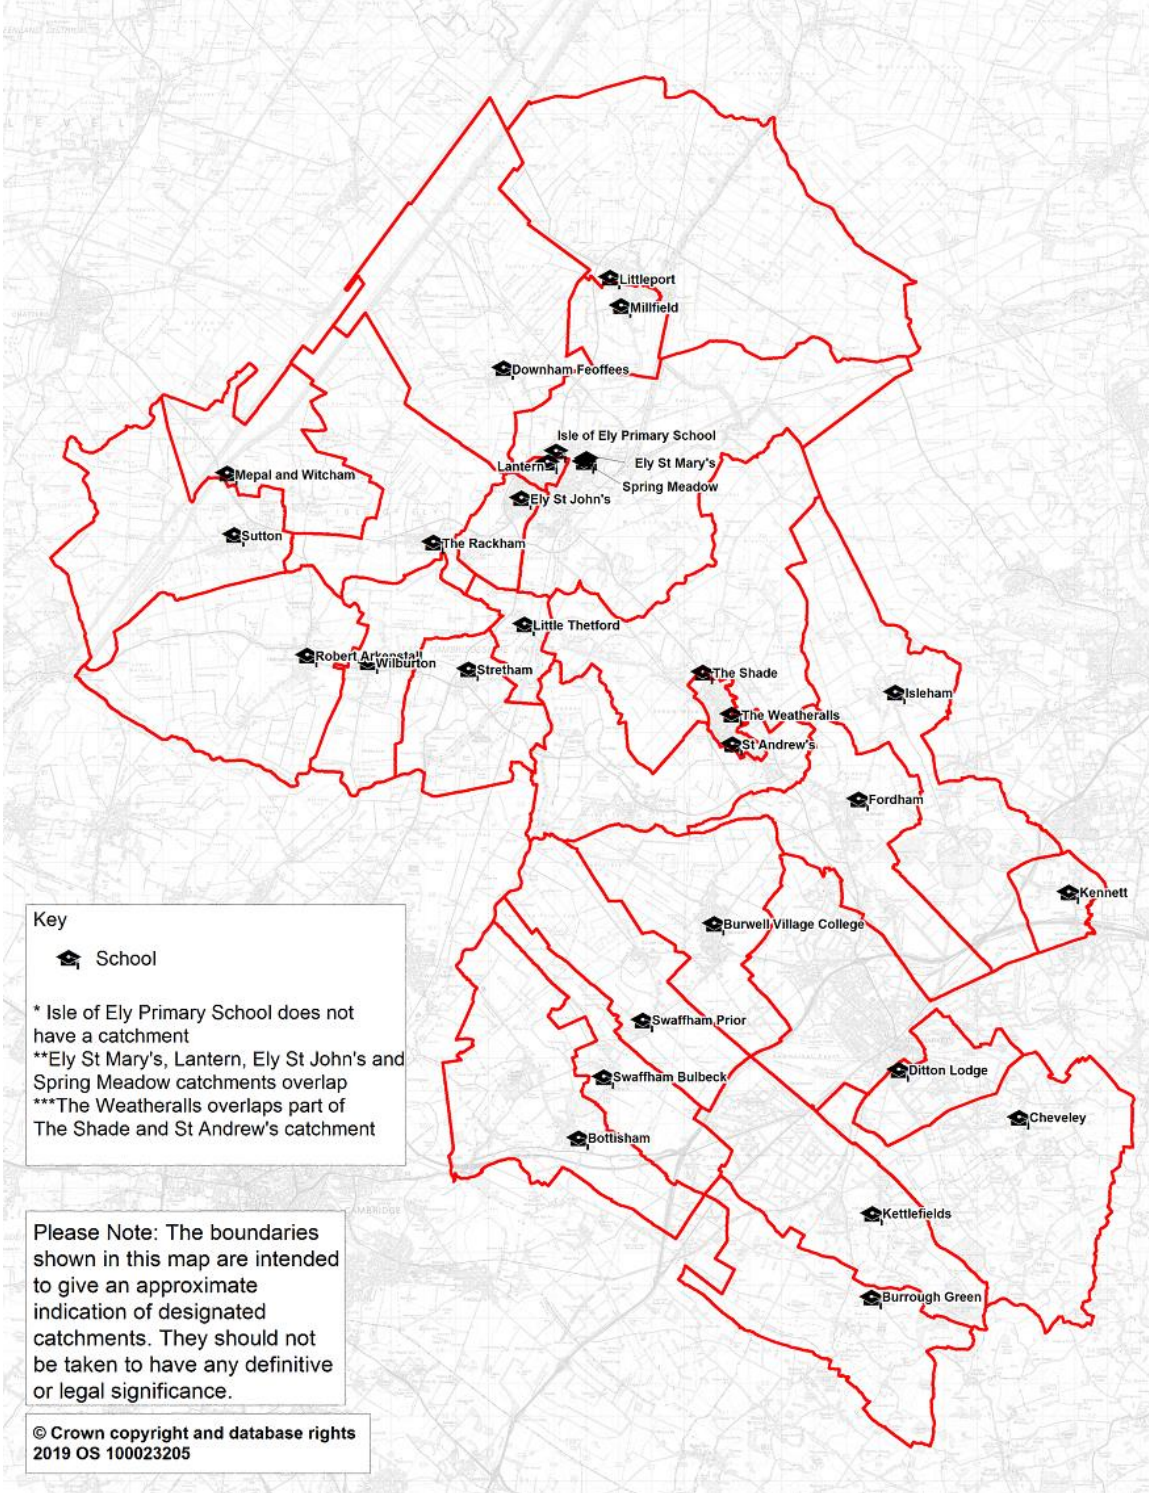 Littleport
Millfield
Downham Feoffees
Isle of Ely Primary School
Lantern
Ely St Mary's
Spring Meadow
Mepal and Witcham
Ely St John's
Sutton
The Rackham
Little Thetford
Robert Arkenstall
Wilburton
Stretham
The Shade
Isleham
The Weatheralls
St Andrew's
Fordham
Kennett
Burwell Village College
Swaffham Prior
Swaffham Bulbeck
Ditton Lodge
Cheveley
Bottisham
Kettlefields
Burrough Green
CAMBRIDGE
Key
School
* Isle of Ely Primary School does not
have a catchment
**Ely St Mary's, Lantern, Ely St John's and
Spring Meadow catchments overlap
***The Weatheralls overlaps part of
The Shade and St Andrew's catchment
Please Note: The boundaries
shown in this map are intended
to give an approximate
indication of designated
catchments. They should not
be taken to have any definitive
or legal significance.
© Crown copyright and database rights
2019 OS 100023205